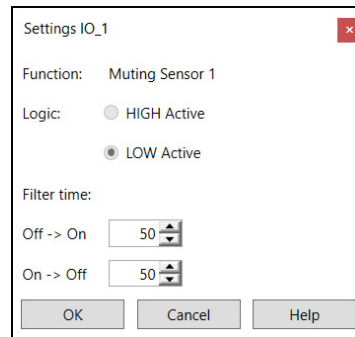 Settings IO_1
Function: Muting Sensor 1
Logic: HIGH Active
LOW Active
Filter time:
Off -> On 50
On -> Off 50
OK Cancel Help